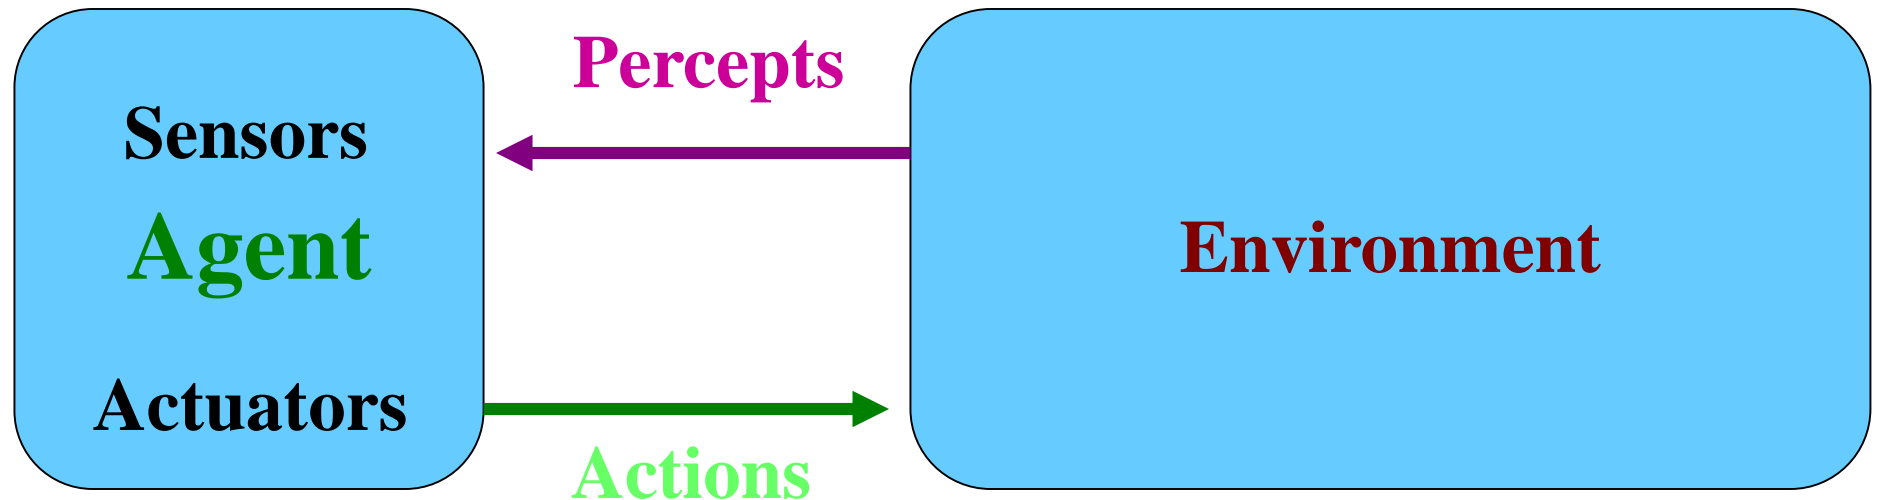 Percepts
Sensors
Agent
Environment
Actuators
Actions